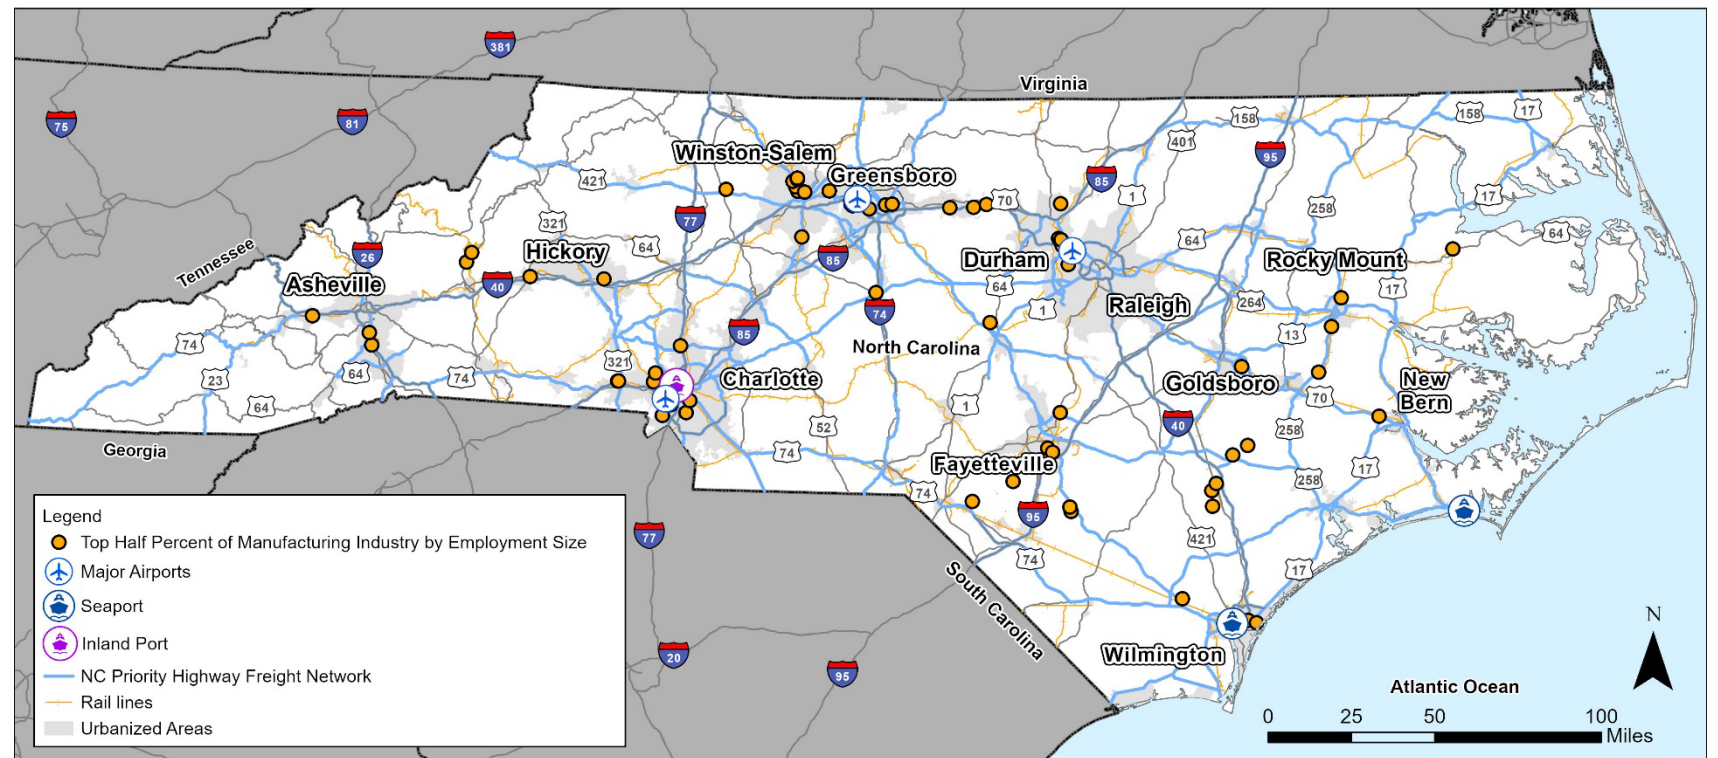 381
Virginia
75
81
158
17
158
401
95
Winston-Salem
Greensboro
421
85
70
1
17
258
321
77
64
64
64
Tennessee
26
Hickory
85
Durham
Rocky Mount
Asheville
40
64
17
264
1
Raleigh
74
85
13
74
North Carolina
321
23
64
74
Charlotte
Goldsboro
New
Bern
70
64
1
52
40
258
Georgia
74
Fayetteville
17
258
74
95
421
77
74
17
South Carolina
20
95
Wilmington
Atlantic Ocean
N
0 25 50 100
Miles
Legend
Top Half Percent of Manufacturing Industry by Employment Size
Major Airports
Seaport
Inland Port
NC Priority Highway Freight Network
Rail lines
Urbanized Areas